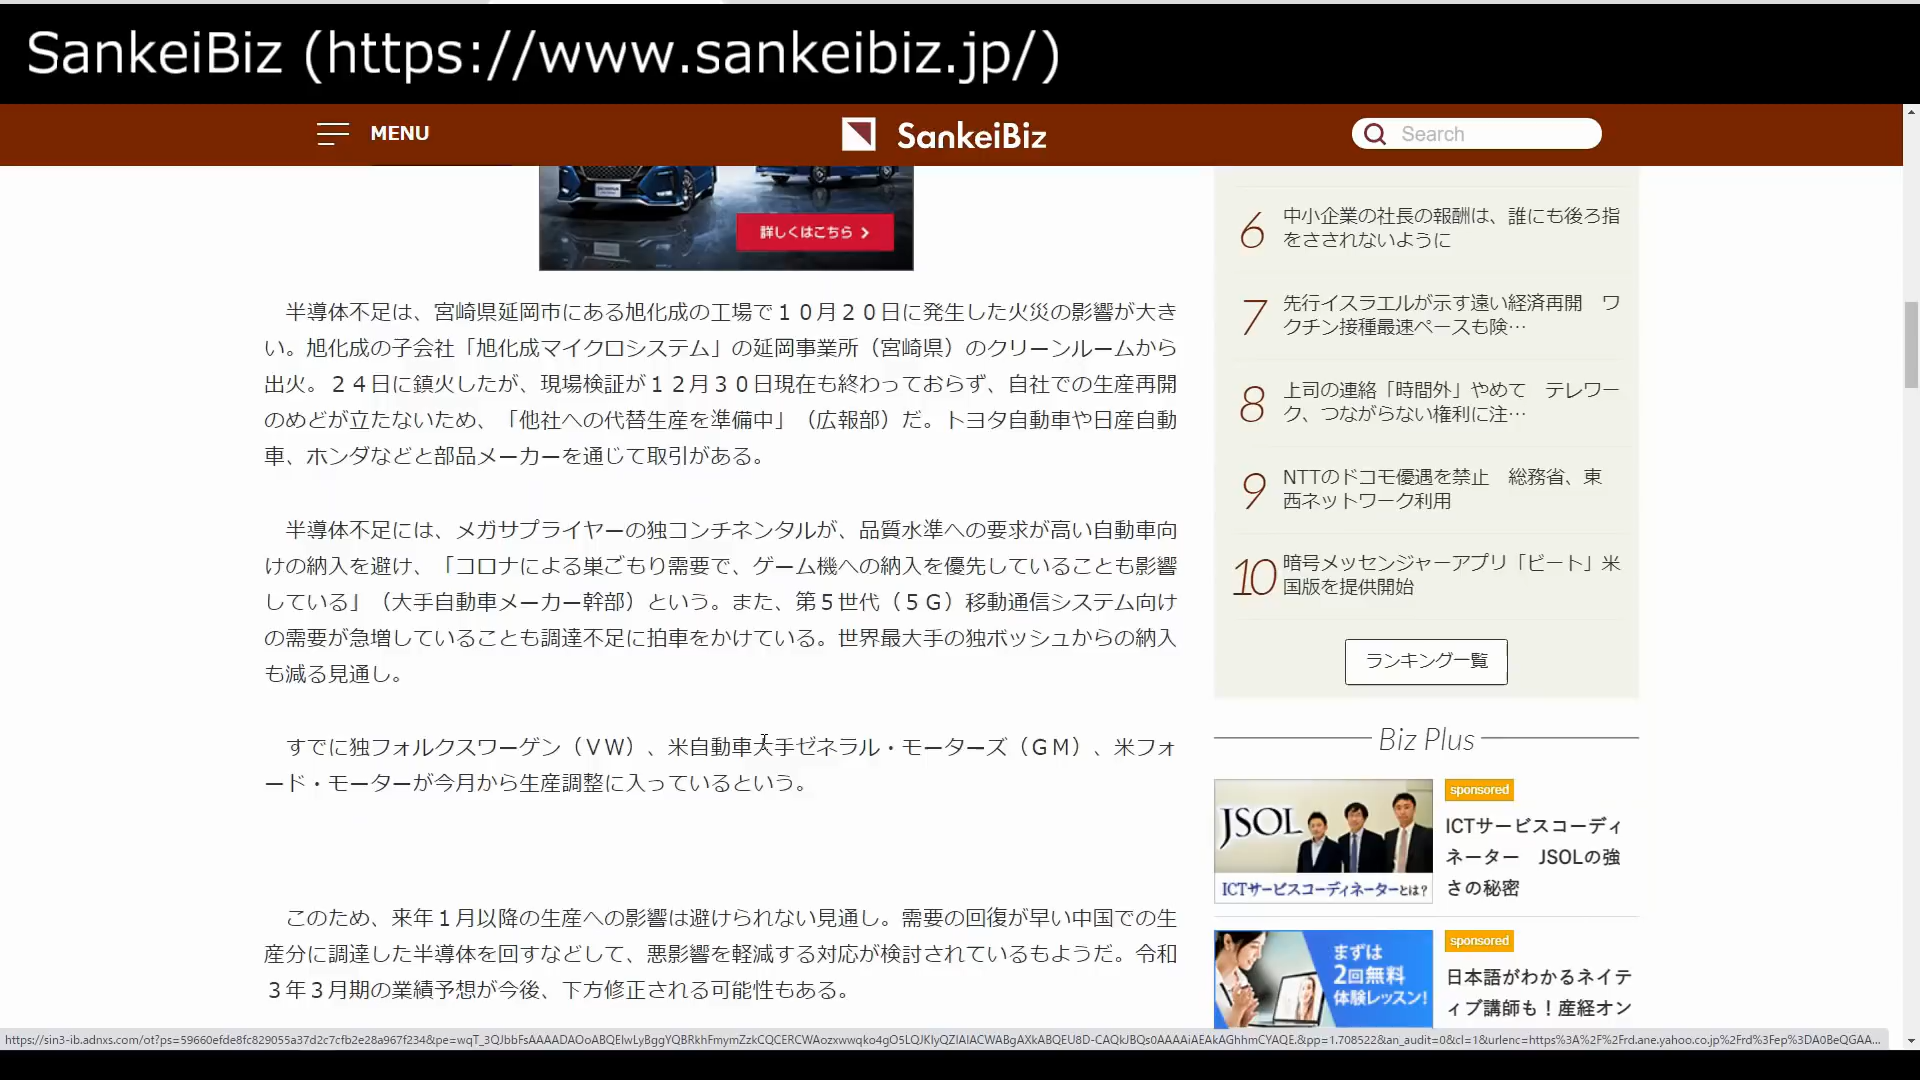 SankeiBiz (https://www.sankeibiz.jp/)
MENU
SankeiBiz
Search
詳しくはこちら
　半導体不足は、宮崎県延岡市にある旭化成の工場で１０月２０日に発生した火災の影響が大き
い。旭化成の子会社「旭化成マイクロシステム」の延岡事業所（宮崎県）のクリーンルームから
出火。２４日に鎮火したが、現場検証が１２月３０日現在も終わっておらず、自社での生産再開
のめどが立たないため、「他社への代替生産を準備中」（広報部）だ。トヨタ自動車や日産自動
車、ホンダなどと部品メーカーを通じて取引がある。
　半導体不足には、メガサプライヤーの独コンチネンタルが、品質水準への要求が高い自動車向
けの納入を避け、「コロナによる巣ごもり需要で、ゲーム機への納入を優先していることも影響
している」（大手自動車メーカー幹部）という。また、第５世代（５Ｇ）移動通信システム向け
の需要が急増していることも調達不足に拍車をかけている。世界最大手の独ボッシュからの納入
も減る見通し。
　すでに独フォルクスワーゲン（ＶＷ）、米自動車大手ゼネラル・モーターズ（ＧＭ）、米フォ
ード・モーターが今月から生産調整に入っているという。
　このため、来年１月以降の生産への影響は避けられない見通し。需要の回復が早い中国での生
産分に調達した半導体を回すなどして、悪影響を軽減する対応が検討されているもようだ。令和
３年３月期の業績予想が今後、下方修正される可能性もある。
6
中小企業の社長の報酬は、誰にも後ろ指
をさされないように
7
先行イスラエルが示す遠い経済再開　ワ
クチン接種最速ペースも険…
8
上司の連絡「時間外」やめて　テレワー
ク、つながらない権利に注…
9
NTTのドコモ優遇を禁止　総務省、東
西ネットワーク利用
10
暗号メッセンジャーアプリ「ビート」米
国版を提供開始
ランキング一覧
Biz Plus
JSOL
ICTサービスコーディネーターとは?
sponsored
ICTサービスコーディ
ネーター　JSOLの強
さの秘密
まずは
2回無料
体験レッスン!
sponsored
日本語がわかるネイテ
ィブ講師も！産経オン